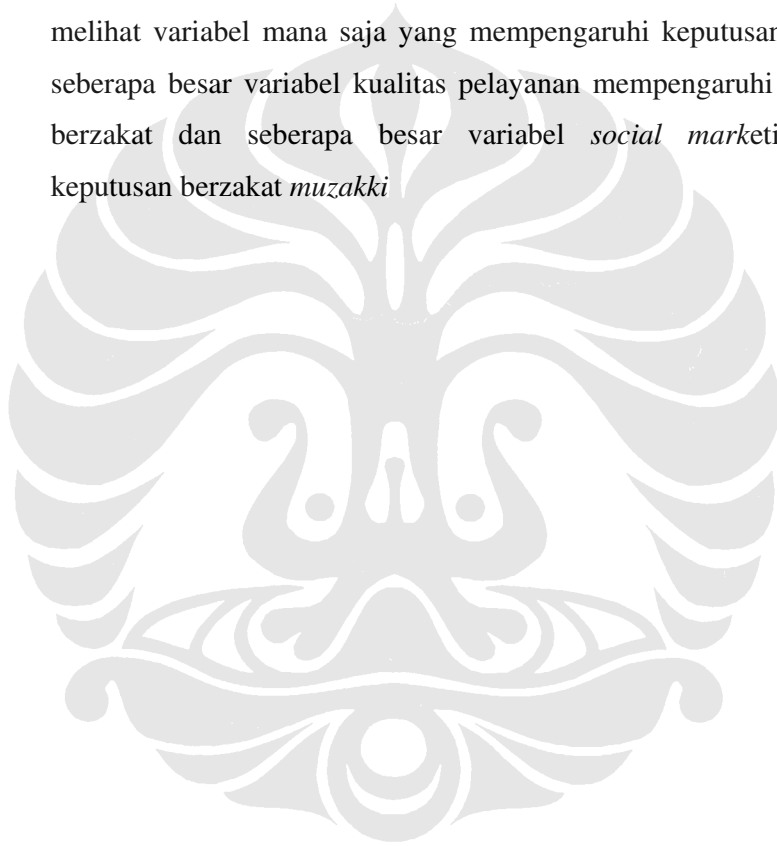 melihat variabel mana saja yang mempengaruhi keputusan
seberapa besar variabel kualitas pelayanan mempengaruhi
berzakat dan seberapa besar variabel social marketi
keputusan berzakat muzakki